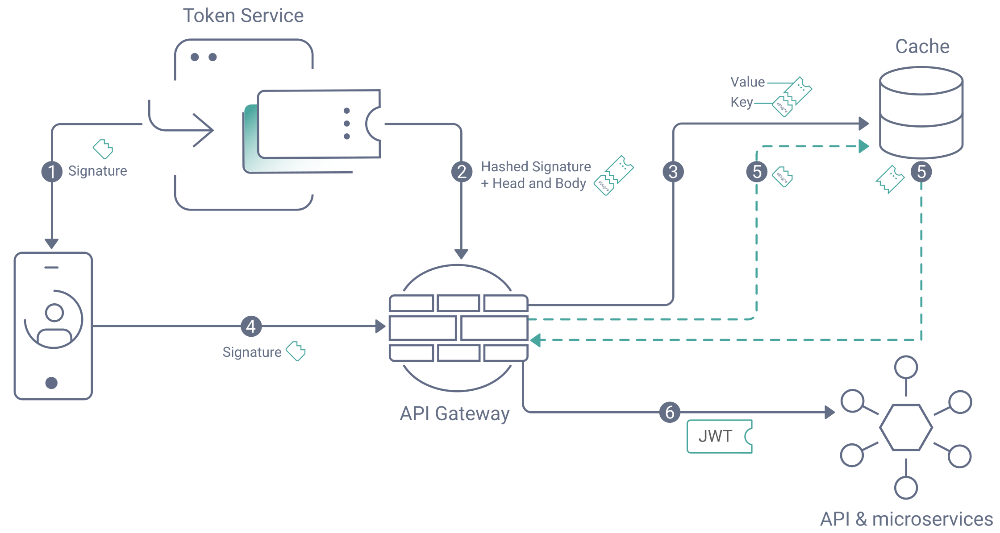 Token Service
Cache
Value
Key
#$%@*#
1
Signature
2
Hashed Signature
+ Head and Body
#$%@*#
3
5
#$%@*#
5
4
Signature
API Gateway
6
JWT
API & microservices